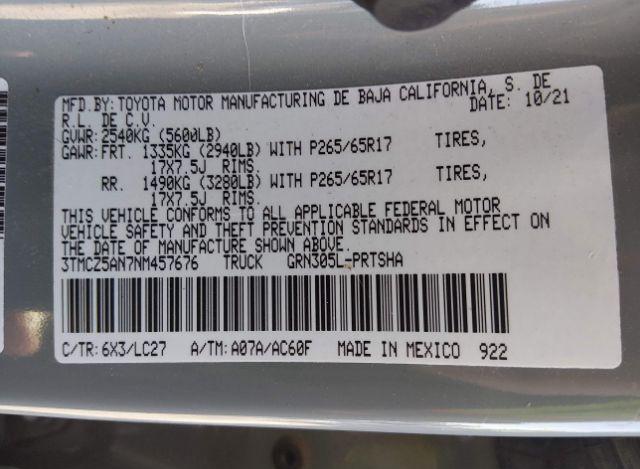 MFD.BY: TOYOTA MOTOR MANUFACTURING DE BAJA CALIFORNIA, S. DE
R.L. DE C.V. DATE: 10/21
GVWR: 2540KG (5600LB)
GAWR: FRT. 1335KG (2940LB) WITH P265/65R17 TIRES,
17X7.5J RIMS.
RR. 1490KG (3280LB) WITH P265/65R17 TIRES,
17X7.5J RIMS.
THIS VEHICLE CONFORMS TO ALL APPLICABLE FEDERAL MOTOR
VEHICLE SAFETY AND THEFT PREVENTION STANDARDS IN EFFECT ON
THE DATE OF MANUFACTURE SHOWN ABOVE.
3TMCZ5AN7NM457676 TRUCK GRN305L-PRTSHA
C/TR: 6X3/LC27 A/TM: A07A/AC60F MADE IN MEXICO 922